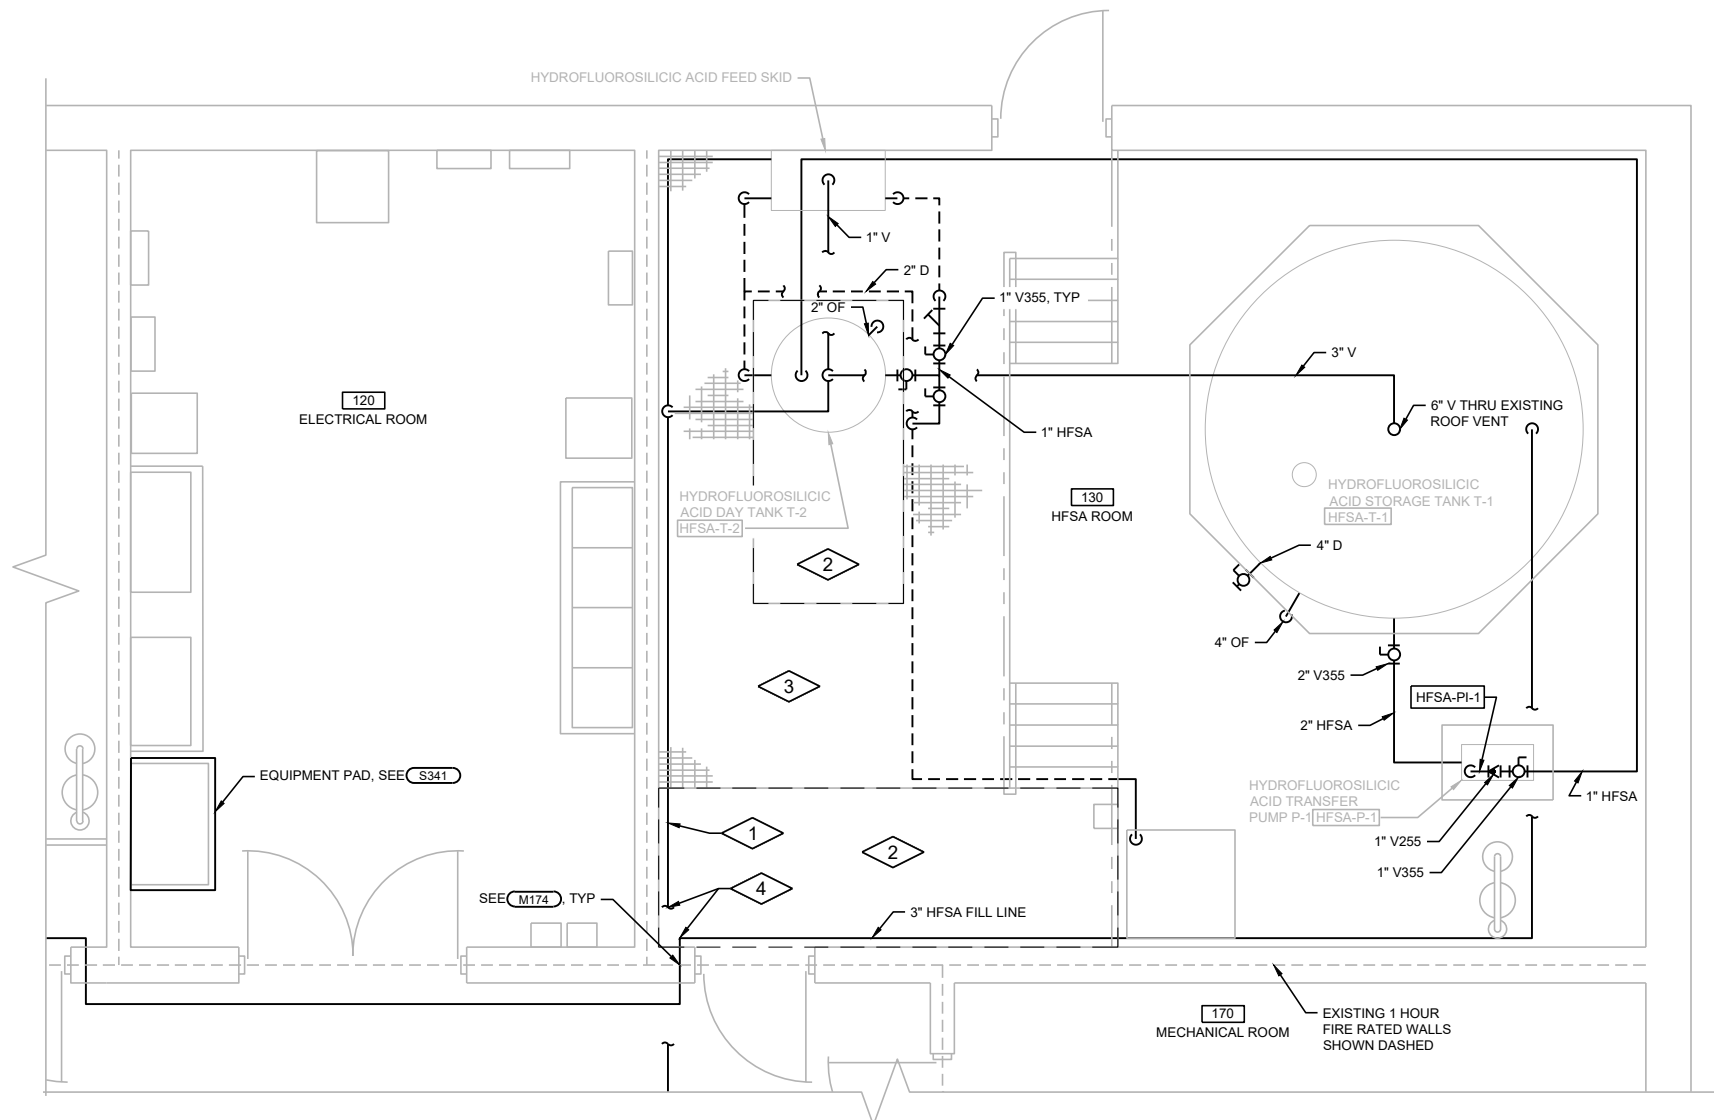 HYDROFLUOROSILICIC ACID FEED SKID
1" V
2" D
2" OF
1" V355, TYP
3" V
120
ELECTRICAL ROOM
6" V THRU EXISTING
ROOF VENT
1" HFSA
HYDROFLUOROSILICIC
ACID DAY TANK T-2
HFSA-T-2
130
HFSA ROOM
HYDROFLUOROSILICIC
ACID STORAGE TANK T-1
HFSA-T-1
2
4" D
4" OF
3
2" V355
HFSA-PI-1
2" HFSA
EQUIPMENT PAD, SEE S341
HYDROFLUOROSILICIC
ACID TRANSFER
PUMP P-1 HFSA-P-1
1" HFSA
1
2
1" V255
1" V355
4
SEE M174, TYP
3" HFSA FILL LINE
170
MECHANICAL ROOM
EXISTING 1 HOUR
FIRE RATED WALLS
SHOWN DASHED